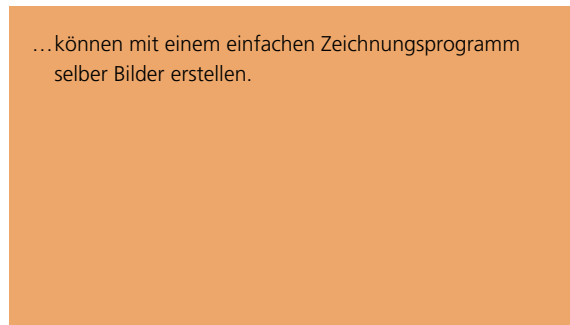 …können mit einem einfachen Zeichnungsprogramm
selber Bilder erstellen.